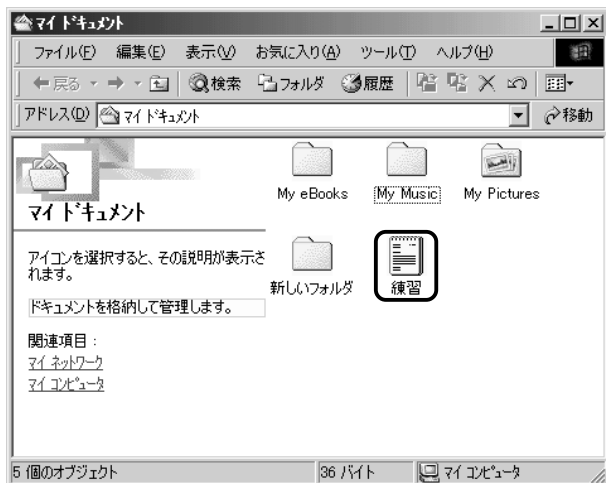 マイ ドキュメント
ファイル(F) 編集(E) 表示(V) お気に入り(A) ツール(T) ヘルプ(H)
戻る 検索 フォルダ 履歴
アドレス(D) マイ ドキュメント 移動
マイ ドキュメント
アイコンを選択すると、その説明が表示さ
れます。
ドキュメントを格納して管理します。
関連項目:
マイ ネットワーク
マイ コンピュータ
My eBooks My Music My Pictures
新しいフォルダ 練習
5 個のオブジェクト 36 バイト マイ コンピュータ